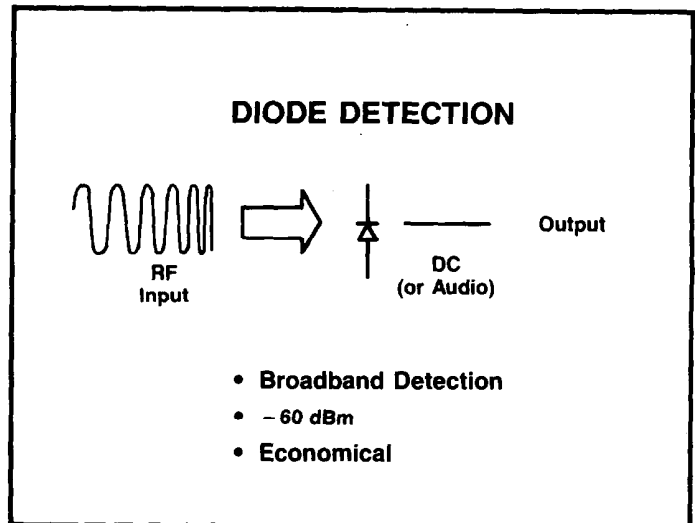 DIODE DETECTION
RF
Input
DC
(or Audio)
Output
• Broadband Detection
• – 60 dBm
• Economical